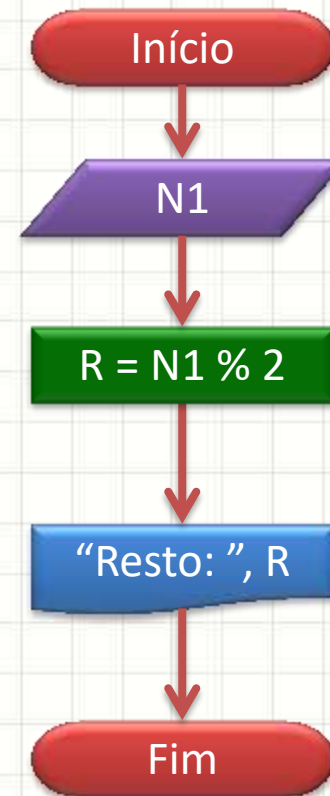 Início
N1
R = N1 % 2
“Resto: ”, R
Fim